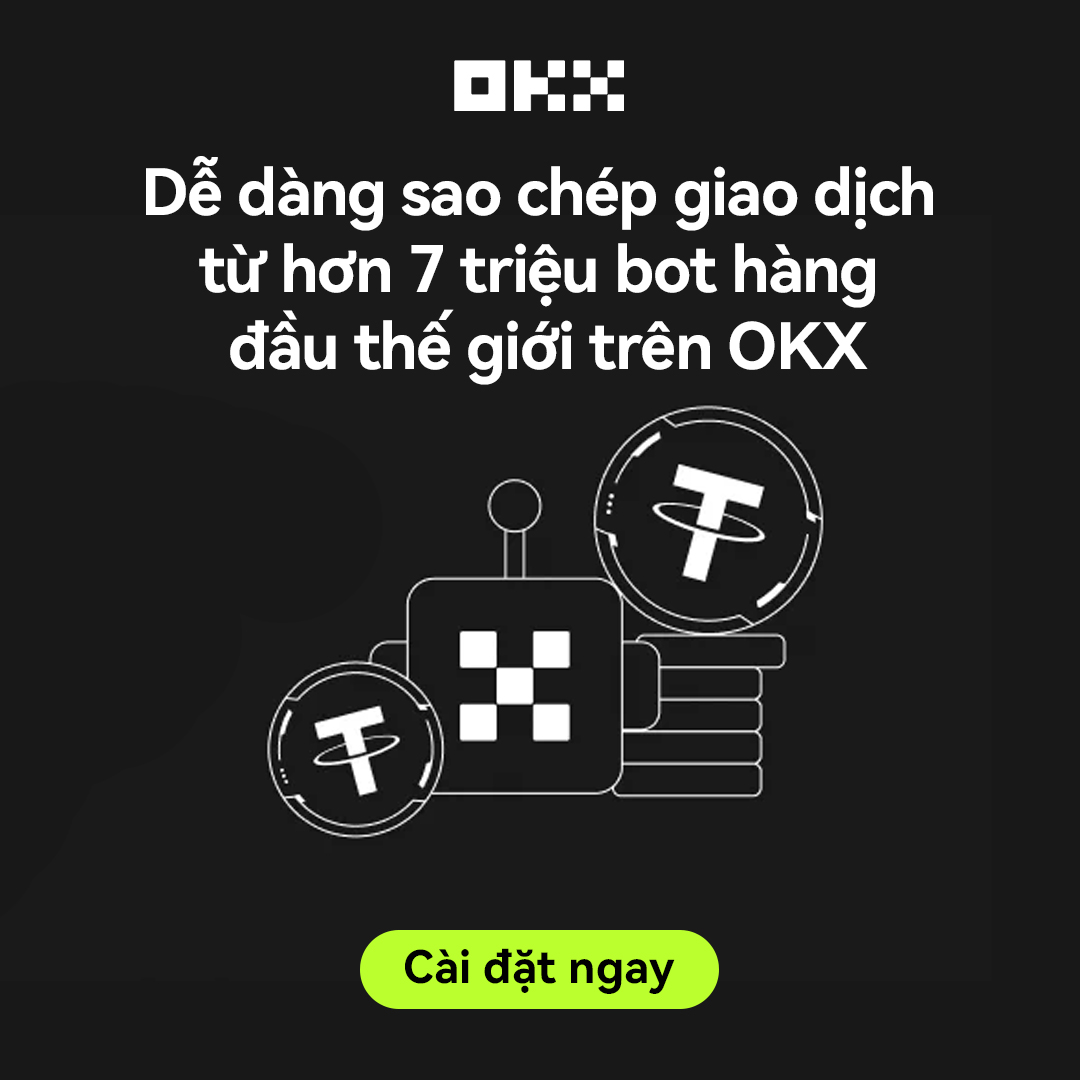 OKX
Dễ dàng sao chép giao dịch
từ hơn 7 triệu bot hàng
đầu thế giới trên OKX
Cài đặt ngay